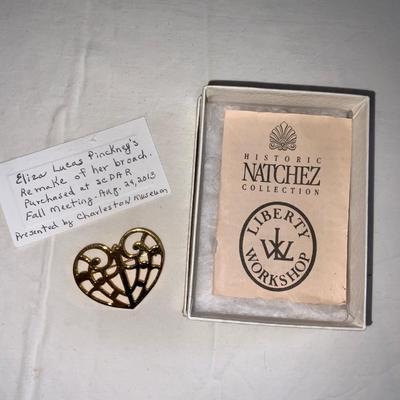 Eliza Lucas Pinckney's
Remake of her broach.
Purchased at SCDAR
Fall meeting. Aug. 29, 2013
Presented by Charleston Museum
HISTORIC
NATCHEZ
COLLECTION
LIBERTY
WORKSHOP